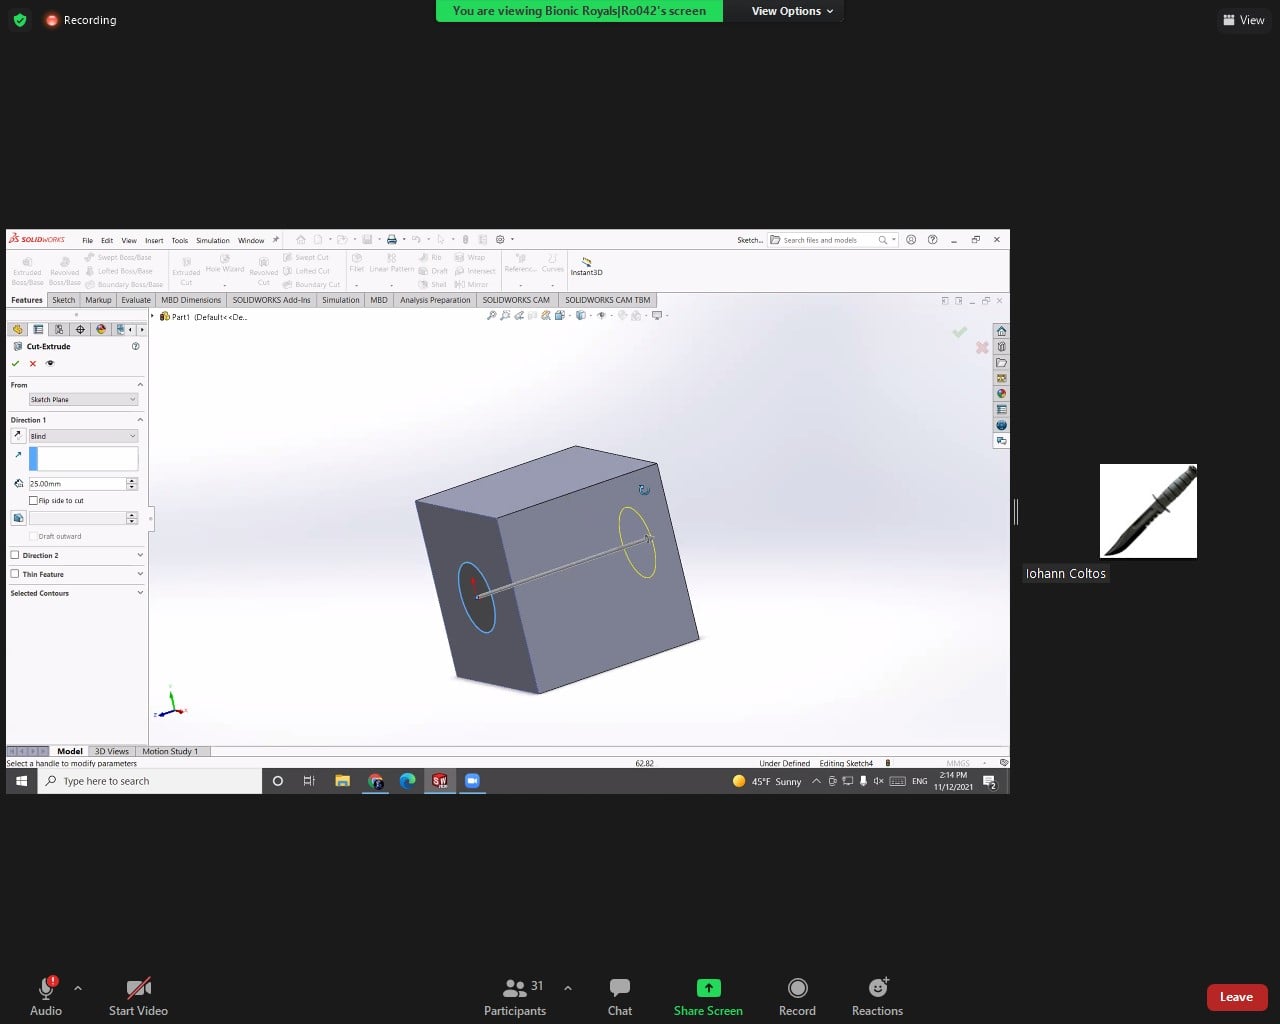 Recording
You are viewing Bionic Royals|Ro042's screen
View Options
View
SOLIDWORKS
File Edit View Insert Tools Simulation Window
Sketch...
Search files and models
Extruded Boss/Base
Revolved Boss/Base
Swept Boss/Base
Lofted Boss/Base
Boundary Boss/Base
Extruded Cut
Hole Wizard
Revolved Cut
Swept Cut
Lofted Cut
Boundary Cut
Fillet
Linear Pattern
Rib
Draft
Shell
Wrap
Intersect
Mirror
Referenc...
Curves
Instant3D
Features Sketch Markup Evaluate MBD Dimensions SOLIDWORKS Add-Ins Simulation MBD Analysis Preparation SOLIDWORKS CAM SOLIDWORKS CAM TBM
Part1 (Default<<De...
Cut-Extrude
From
Sketch Plane
Direction 1
Blind
25.00mm
Flip side to cut
Draft outward
Direction 2
Thin Feature
Selected Contours
Y
X
Z
Model 3D Views Motion Study 1
Select a handle to modify parameters
62.82
Under Defined
Editing Sketch4
MMGS
Type here to search
45°F Sunny
ENG
2:14 PM
11/12/2021
2
Iohann Coltos
Audio
Start Video
31
Participants
Chat
Share Screen
Record
Reactions
Leave